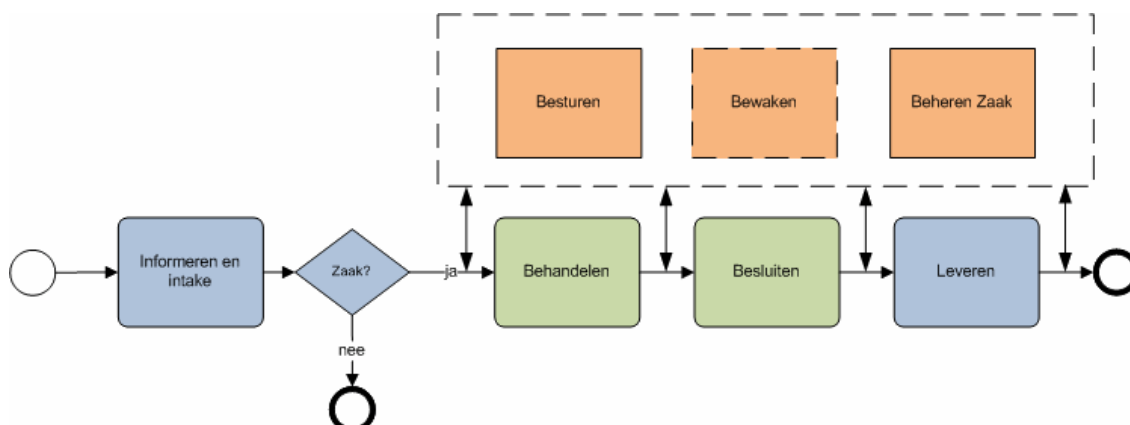 Besturen
Bewaken
Beheren Zaak
Informeren en
intake
Zaak?
ja
Behandelen
Besluiten
Leveren
nee